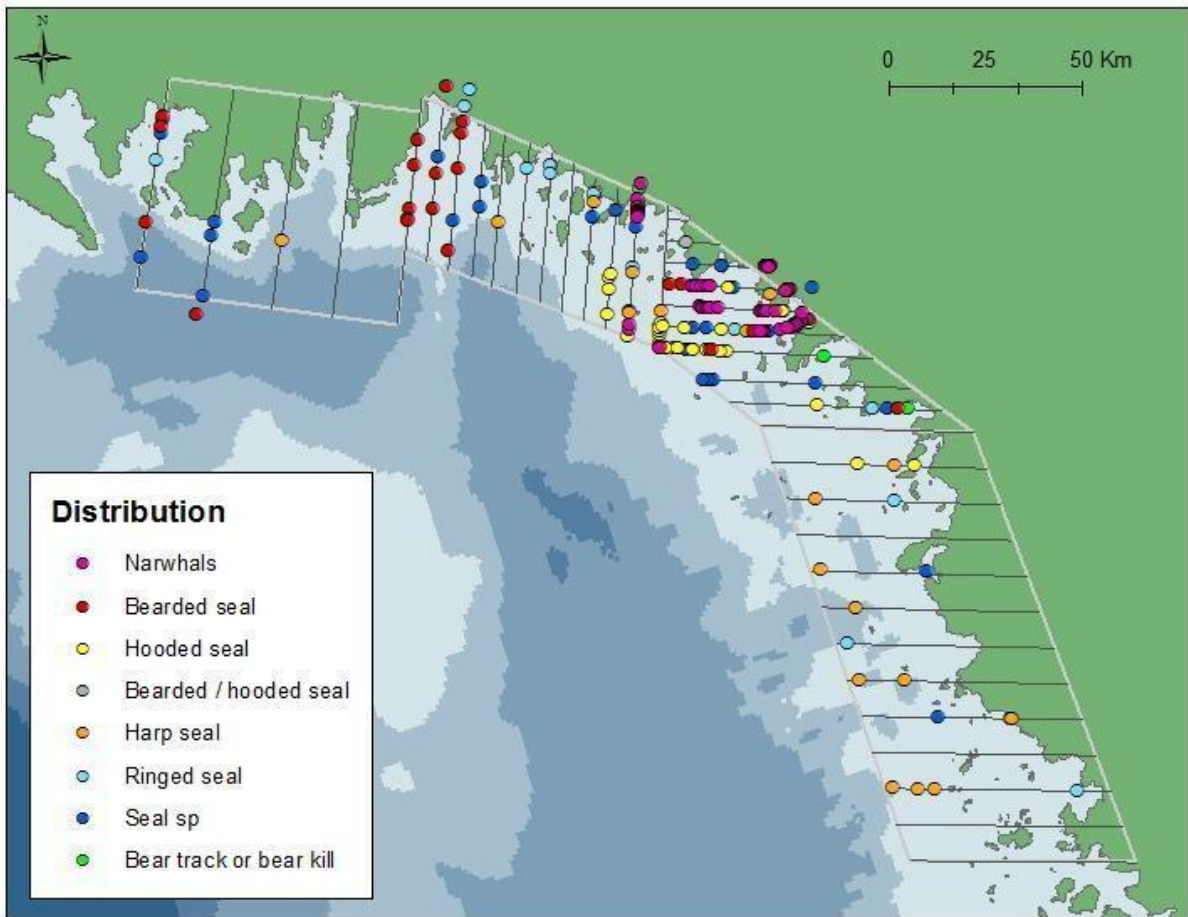 N
0 25 50 Km
Distribution
Narwhals
Bearded seal
Hooded seal
Bearded / hooded seal
Harp seal
Ringed seal
Seal sp
Bear track or bear kill